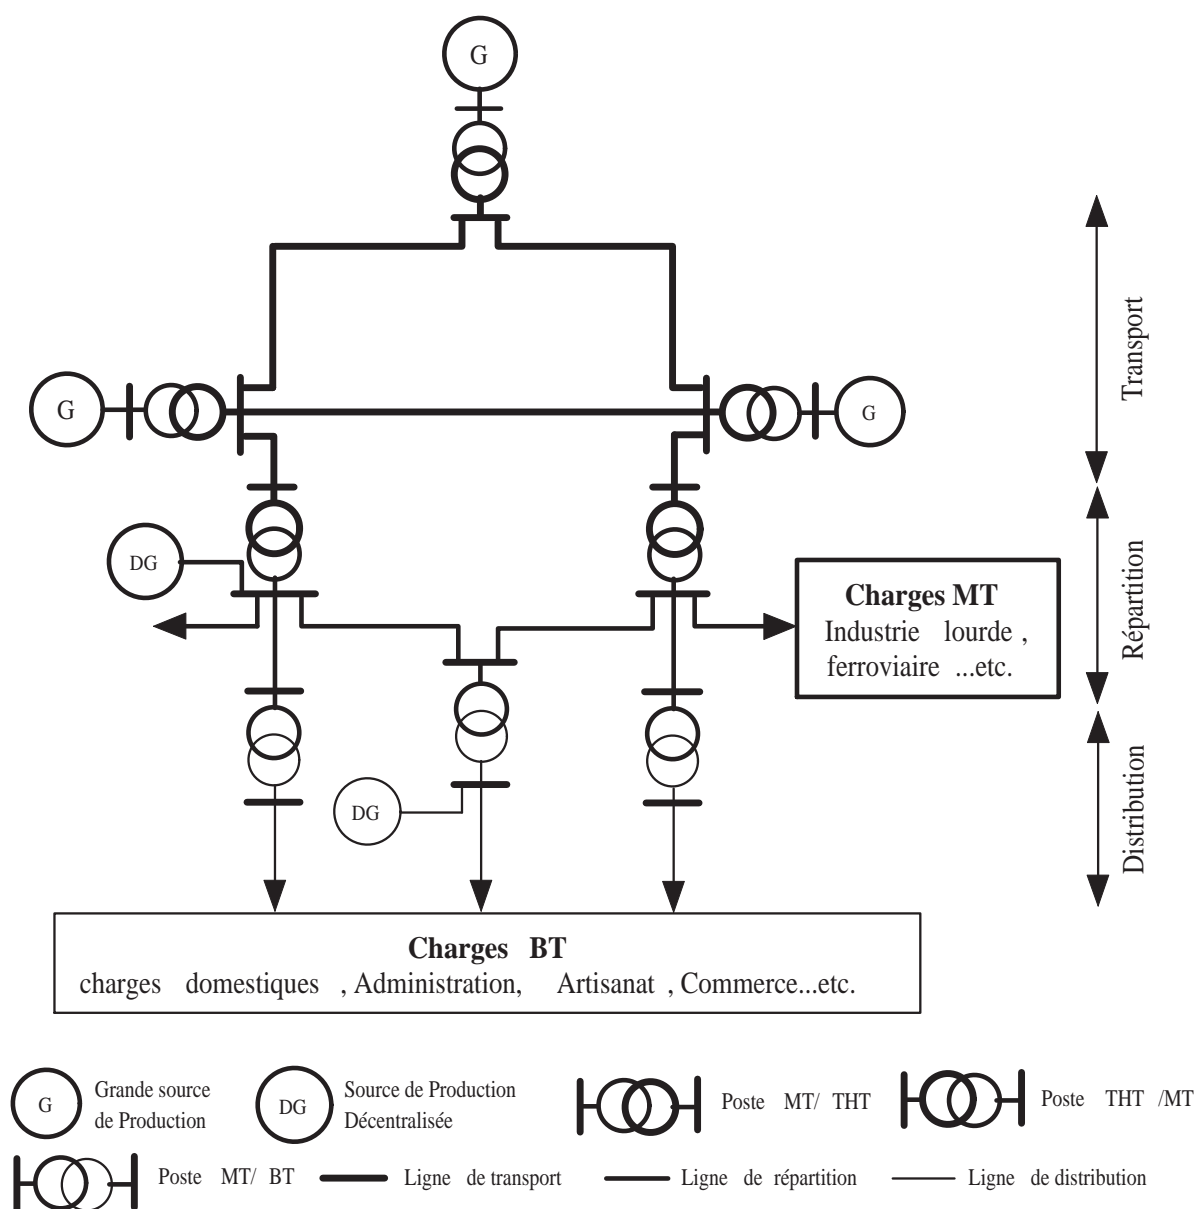 G
Transport
G
G
DG
Charges MT
Industrie lourde ,
ferroviaire ...etc.
Répartition
DG
Distribution
Charges BT
charges domestiques , Administration, Artisanat , Commerce...etc.
G
Grande source
de Production
DG
Source de Production
Décentralisée
Poste MT/ THT
Poste THT /MT
Poste MT/ BT
Ligne de transport
Ligne de répartition
Ligne de distribution